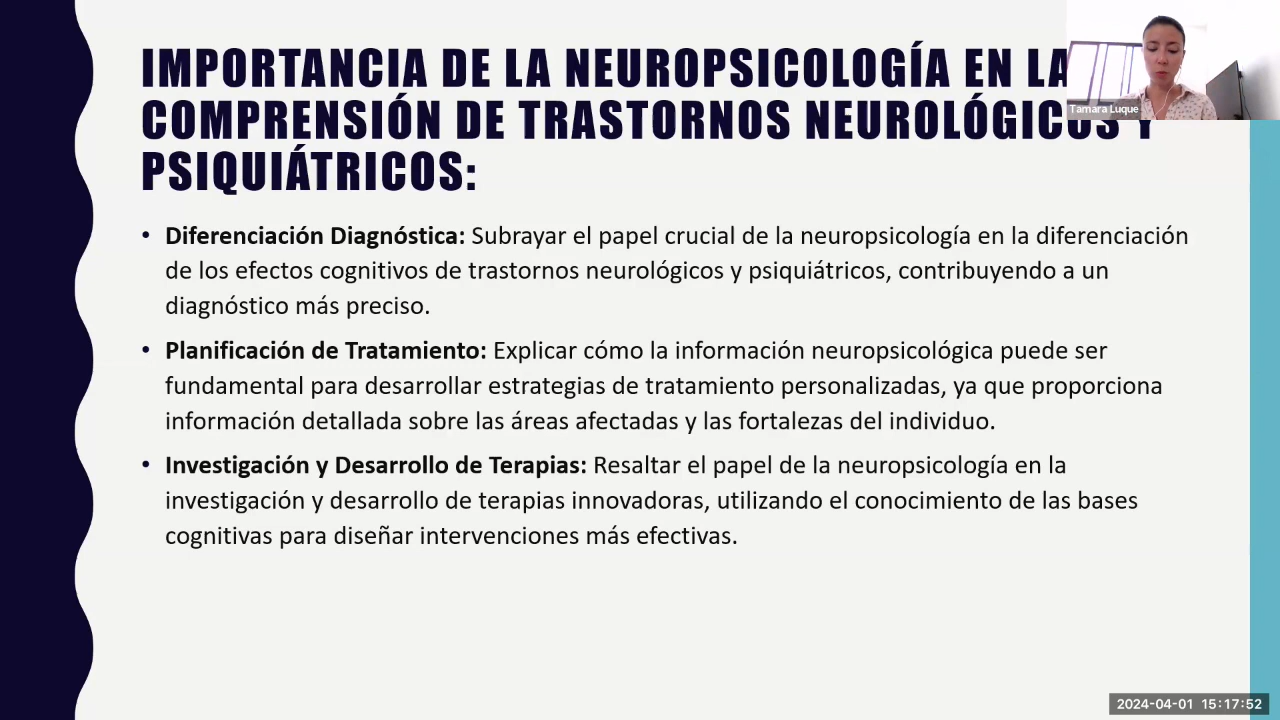 IMPORTANCIA DE LA NEUROPSICOLOGÍA EN LA
COMPRENSIÓN DE TRASTORNOS NEUROLÓGICOS Y
PSIQUIÁTRICOS:
Tamara Luque
• Diferenciación Diagnóstica: Subrayar el papel crucial de la neuropsicología en la diferenciación
de los efectos cognitivos de trastornos neurológicos y psiquiátricos, contribuyendo a un
diagnóstico más preciso.
• Planificación de Tratamiento: Explicar cómo la información neuropsicológica puede ser
fundamental para desarrollar estrategias de tratamiento personalizadas, ya que proporciona
información detallada sobre las áreas afectadas y las fortalezas del individuo.
• Investigación y Desarrollo de Terapias: Resaltar el papel de la neuropsicología en la
investigación y desarrollo de terapias innovadoras, utilizando el conocimiento de las bases
cognitivas para diseñar intervenciones más efectivas.
2024-04-01 15:17:52